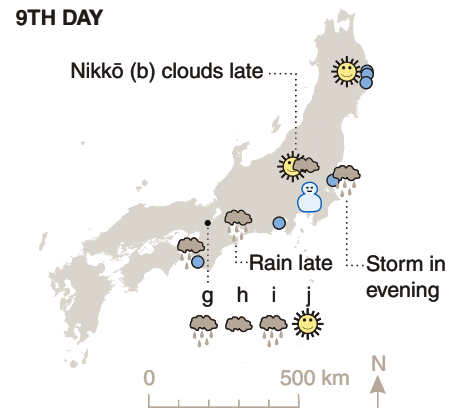 9TH DAY
Nikkō (b) clouds late
Rain late
Storm in
evening
g h i j
0 500 km
N